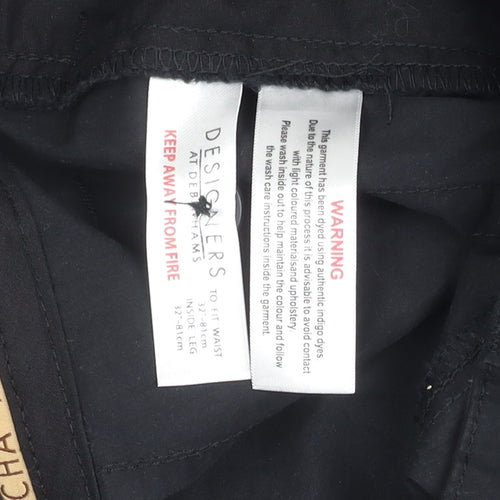 DESIGNERS
AT DEBENHAMS
KEEP AWAY FROM FIRE
TO FIT WAIST
32"-81cm
INSIDE LEG
32"-81cm
WARNING
This garment has been dyed using authentic indigo dyes
Due to the nature of this process it is advisable to avoid contact
with light coloured materialsand upholstery.
Please wash inside out to help maintain the colour and follow
the wash care instructions inside the garment.
CHA